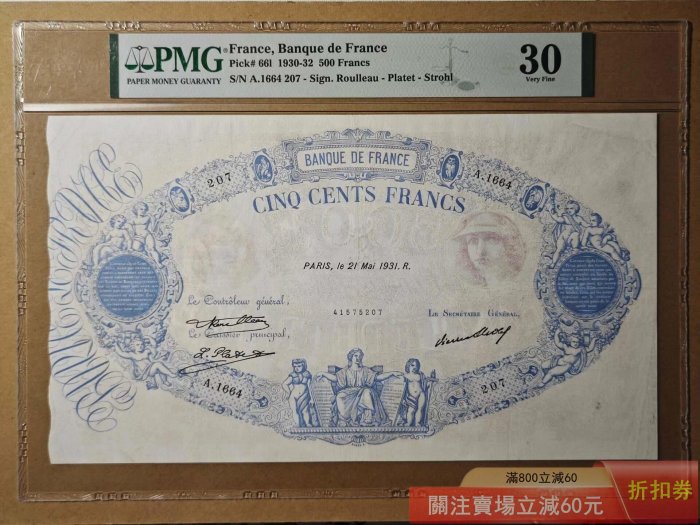 PMG
PAPER MONEY GUARANTY
France, Banque de France
Pick# 66l 1930-32 500 Francs
S/N A.1664 207 - Sign. Roulleau - Platet - Strohl
30
Very Fine
BANQUE DE FRANCE
207
A.1664
CINQ CENTS FRANCS
PARIS, le 21 Mai 1931. R.
Le Contrôleur général,
41575207
LE SECRÉTAIRE GÉNÉRAL,
Le Caissier principal,
A.1664
207
滿800立減60
關注賣場立減60元
折扣券